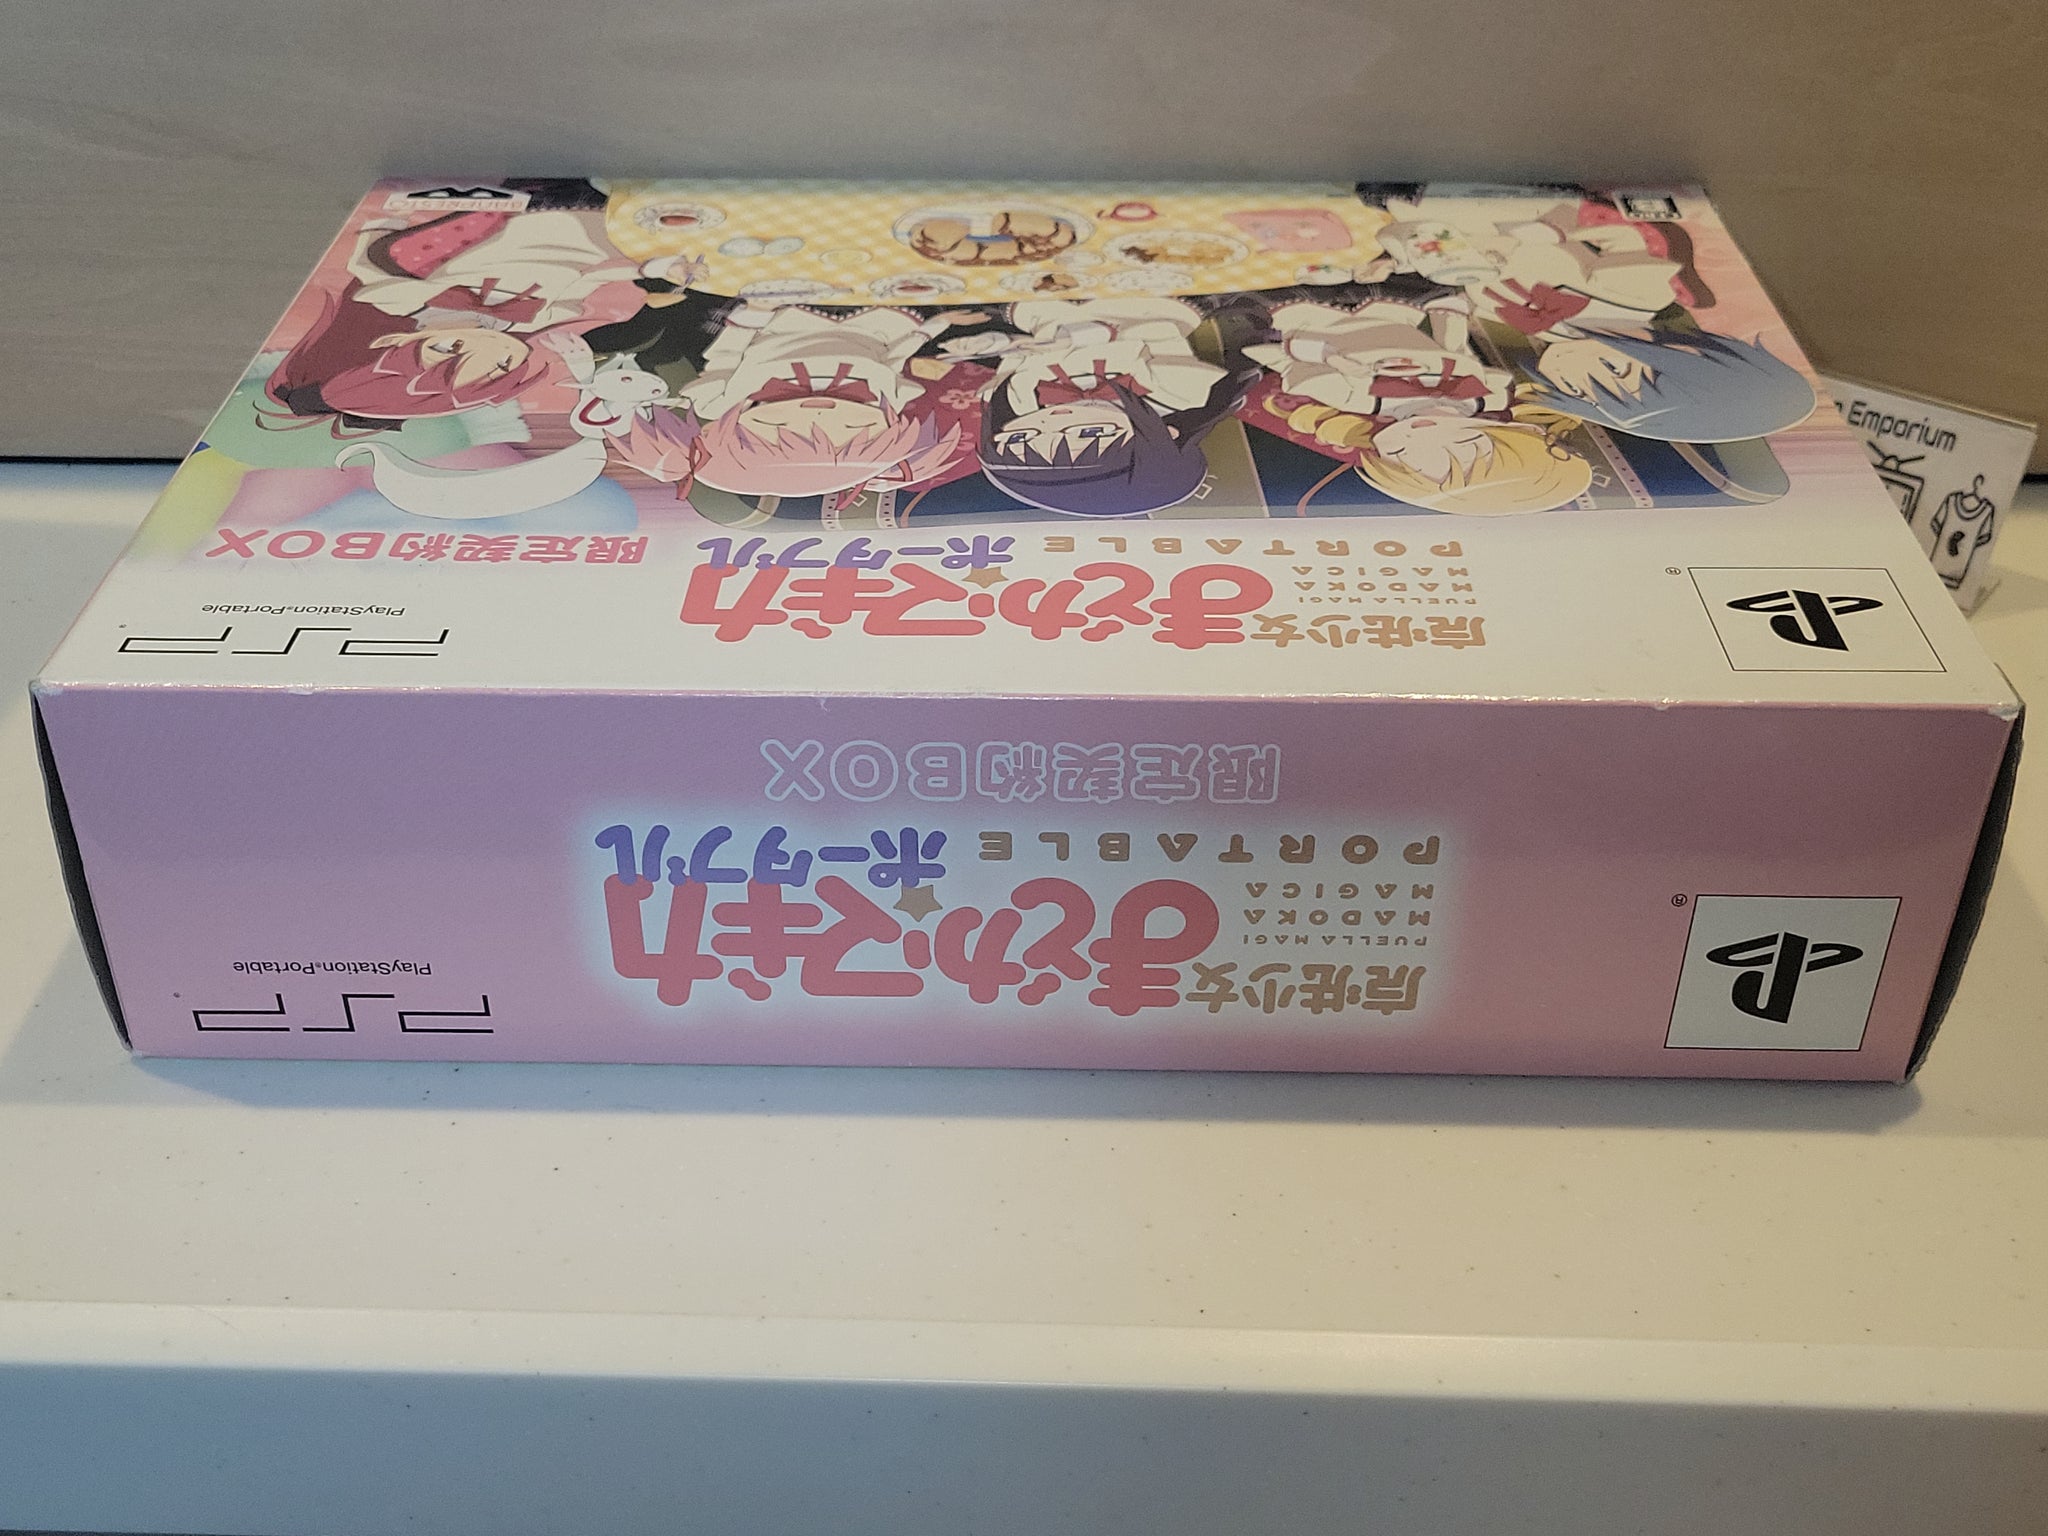 PSP
PlayStation®Portable
魔法少女
まどか☆マギカ
ポータブル
PUELLA MAGI
MADOKA
MAGICA
PORTABLE
限定契約BOX
BANPRESTO
PSP
PlayStation®Portable
魔法少女
まどか☆マギカ
ポータブル
PUELLA MAGI
MADOKA
MAGICA
PORTABLE
限定契約BOX
Emporium